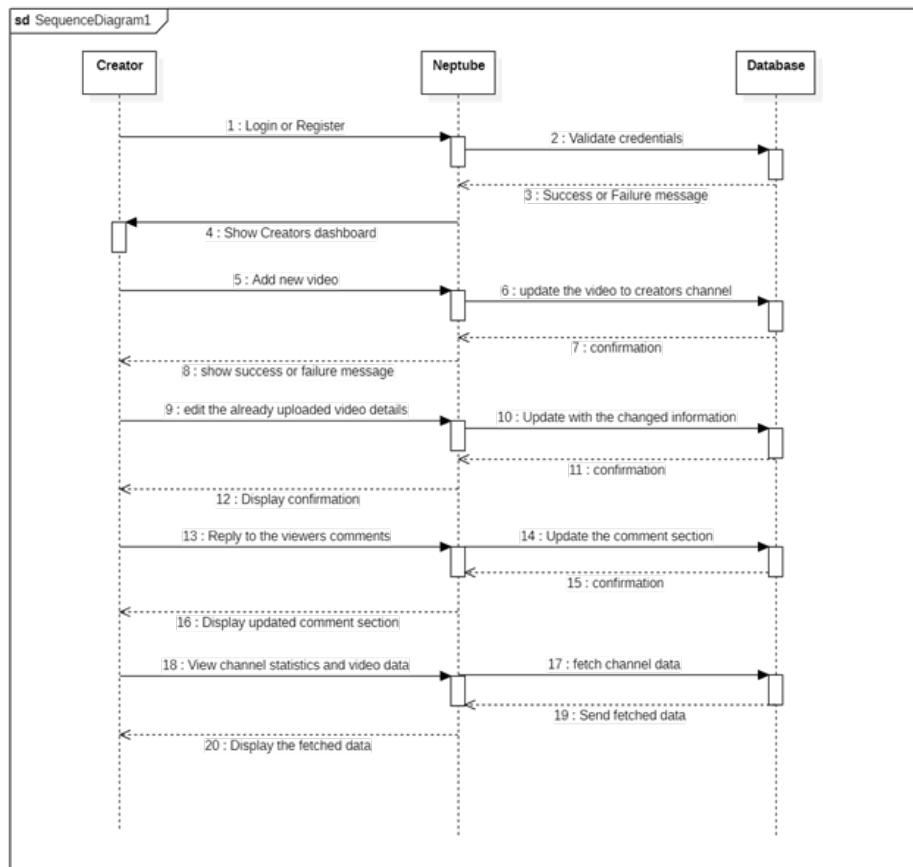 sd SequenceDiagram1
Creator
Neptube
Database
1 : Login or Register
2 : Validate credentials
3 : Success or Failure message
4 : Show Creators dashboard
5 : Add new video
6 : update the video to creators channel
7 : confirmation
8 : show success or failure message
9 : edit the already uploaded video details
10 : Update with the changed information
11 : confirmation
12 : Display confirmation
13 : Reply to the viewers comments
14 : Update the comment section
15 : confirmation
16 : Display updated comment section
18 : View channel statistics and video data
17 : fetch channel data
19 : Send fetched data
20 : Display the fetched data